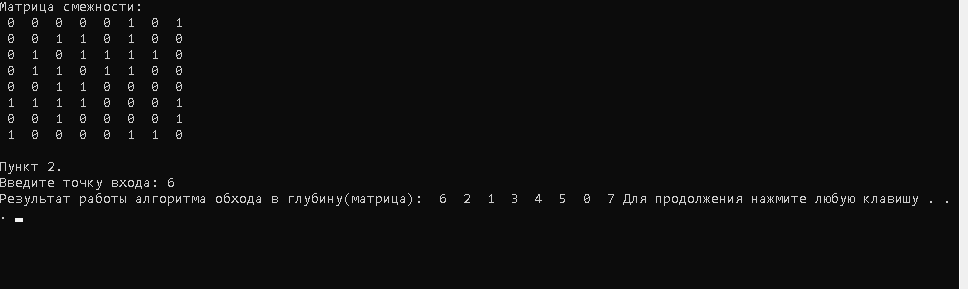 Матрица смежности:
0 0 0 0 0 1 0 1
0 0 1 1 0 1 0 0
0 1 0 1 1 1 1 0
0 1 1 0 1 1 0 0
0 0 1 1 0 0 0 0
1 1 1 1 0 0 0 1
0 0 1 0 0 0 0 1
1 0 0 0 0 1 1 0
Пункт 2.
Введите точку входа: 6
Результат работы алгоритма обхода в глубину(матрица): 6 2 1 3 4 5 0 7 Для продолжения нажмите любую клавишу . .
.